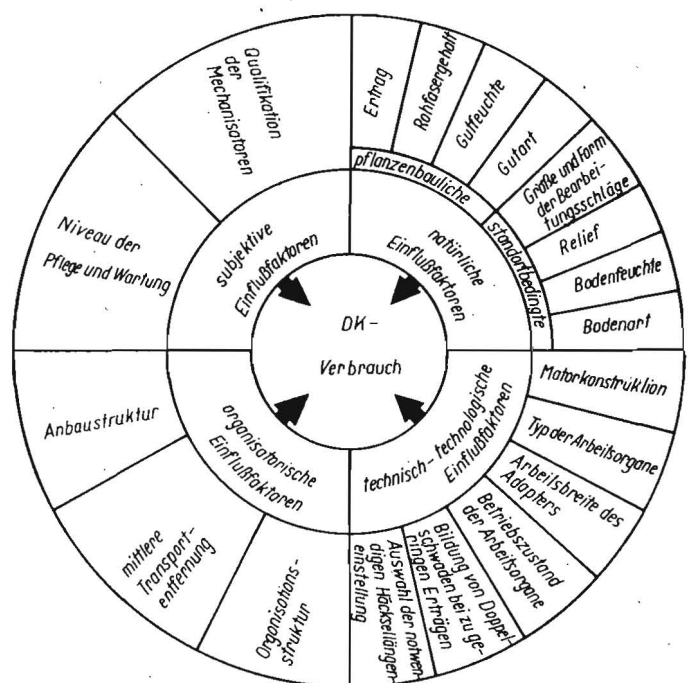 DK-
Verbrauch
subjektive
Einflußfaktoren
Qualifikation
der
Mechanisatoren
Niveau der
Pflege und Wartung
natürliche
Einflußfaktoren
pflanzenbauliche
Ertrag
Rohfasergehalt
Gutfeuchte
Gutart
standortbedingte
Größe und Form
der Bearbei-
tungsschläge
Relief
Bodenfeuchte
Bodenart
technisch-technologische
Einflußfaktoren
Motorkonstruktion
Typ der Arbeitsorgane
Arbeitsbreite des
Adapters
Betriebszustand
der Arbeitsorgane
Bildung von Doppel-
schwaden bei zu ge-
ringen Erträgen
Auswahl der notwen-
digen Häcksellängen-
einstellung
organisatorische
Einflußfaktoren
Organisations-
struktur
mittlere
Transport-
entfernung
Anbaustruktur